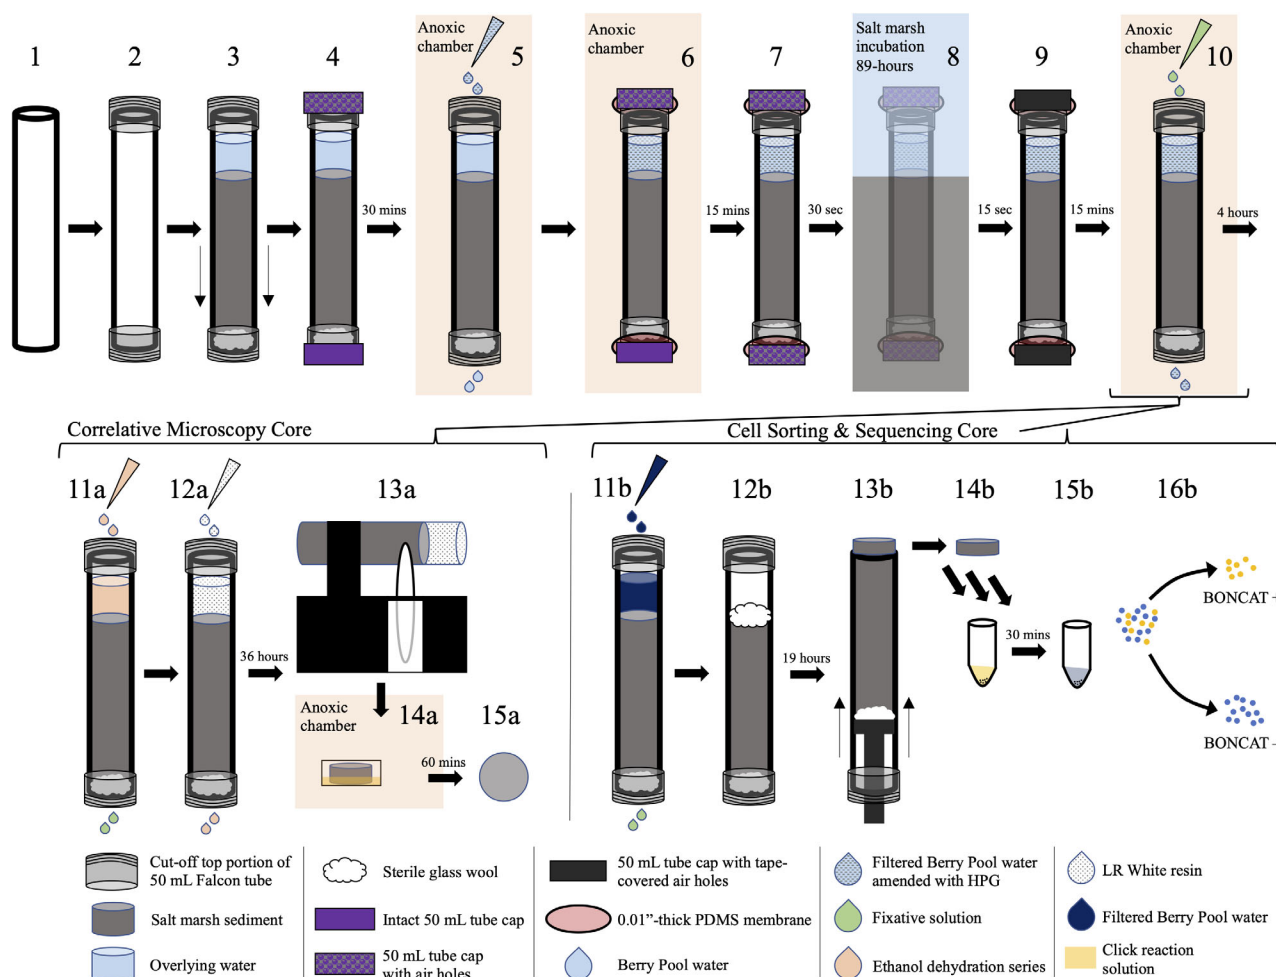 1
2
3
4
Anoxic
chamber
5
Anoxic
chamber
6
7
Salt marsh
incubation
89-hours
8
9
Anoxic
chamber
10
30 mins
15 mins
30 sec
15 sec
15 mins
4 hours
Correlative Microscopy Core
Cell Sorting & Sequencing Core
11a
12a
13a
36 hours
Anoxic
chamber
14a
15a
60 mins
11b
12b
13b
14b
15b
16b
19 hours
30 mins
BONCAT -
BONCAT -
Cut-off top portion of
50 mL Falcon tube
Salt marsh sediment
Overlying water
Sterile glass wool
Intact 50 mL tube cap
50 mL tube cap
with air holes
50 mL tube cap with tape-
covered air holes
0.01”-thick PDMS membrane
Berry Pool water
Filtered Berry Pool water
amended with HPG
Fixative solution
Ethanol dehydration series
LR White resin
Filtered Berry Pool water
Click reaction
solution